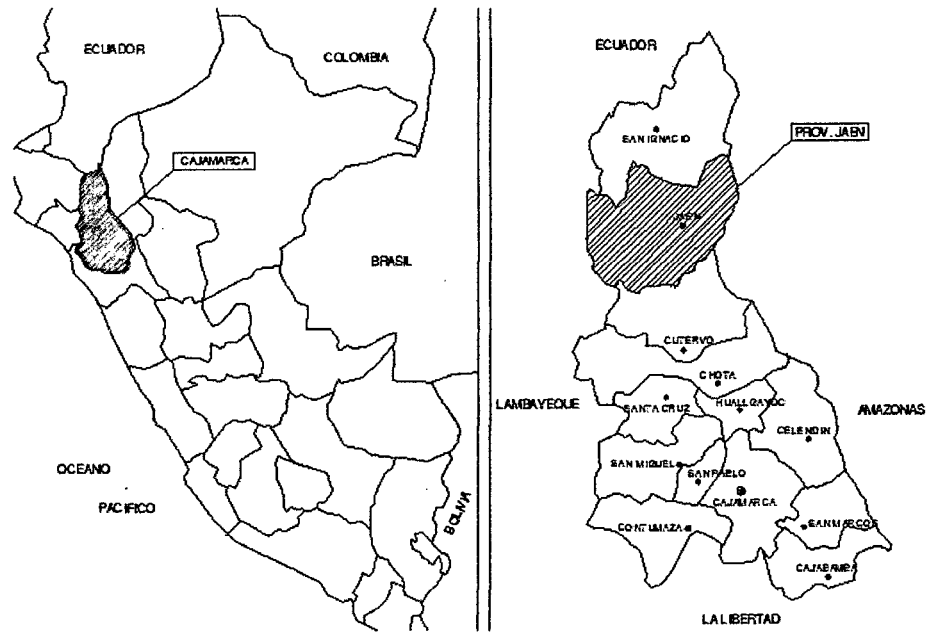 ECUADOR
COLOMBIA
CAJAMARCA
BRASIL
OCEANO
PACIFICO
BOLIVIA
ECUADOR
SAN IGNACIO
PROV. JAEN
JAEN
CUTERVO
CHOTA
LAMBAYEQUE
SANTA CRUZ
HUALGAYOC
AMAZONAS
CELENDIN
SAN MIGUEL
SAN PABLO
CAJAMARCA
CONTUMAZA
SAN MARCOS
CAJABAMBA
LA LIBERTAD